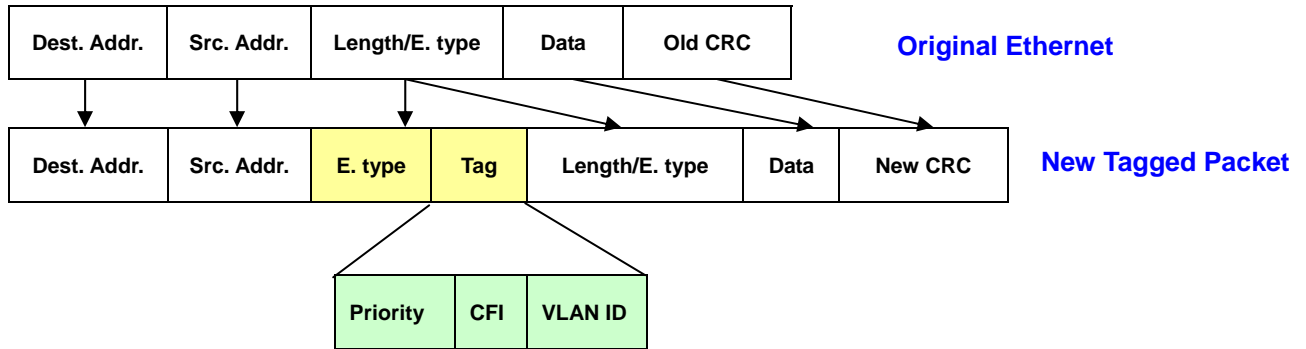 Dest. Addr. Src. Addr. Length/E. type Data Old CRC Original Ethernet
Dest. Addr. Src. Addr. E. type Tag Length/E. type Data New CRC New Tagged Packet
Priority CFI VLAN ID